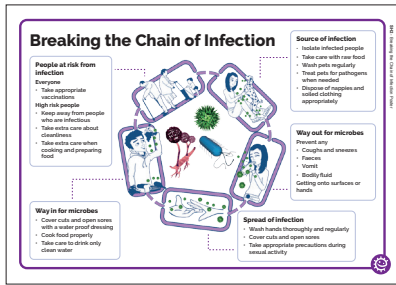 Breaking the Chain of Infection
People at risk from
infection
Everyone
• Take appropriate
vaccinations
High risk people
• Keep away from people
who are infectious
• Take extra care about
cleanliness
• Take extra care when
cooking and preparing
food
Source of infection
• Isolate infected people
• Take care with raw food
• Wash pets regularly
• Treat pets for pathogens
when needed
• Dispose of nappies and
soiled clothing
appropriately
Way out for microbes
Prevent any
• Coughs and sneezes
• Faeces
• Vomit
• Bodily fluid
Getting onto surfaces or
hands
Way in for microbes
• Cover cuts and open sores
with a water proof dressing
• Cook food properly
• Take care to drink only
clean water
Spread of infection
• Wash hands thoroughly and regularly
• Cover cuts and open sores
• Take appropriate precautions during
sexual activity
Breaking the Chain of Infection Poster